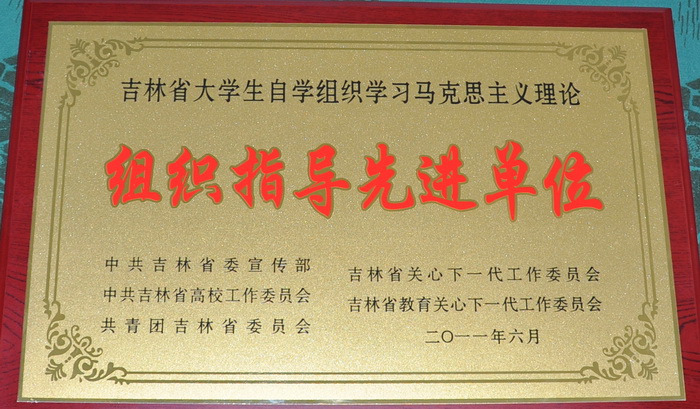 吉林省大学生自学组织学习马克思主义理论
组织指导先进单位
中共吉林省委宣传部
中共吉林省高校工作委员会
共青团吉林省委员会
吉林省关心下一代工作委员会
吉林省教育关心下一代工作委员会
二〇一一年六月